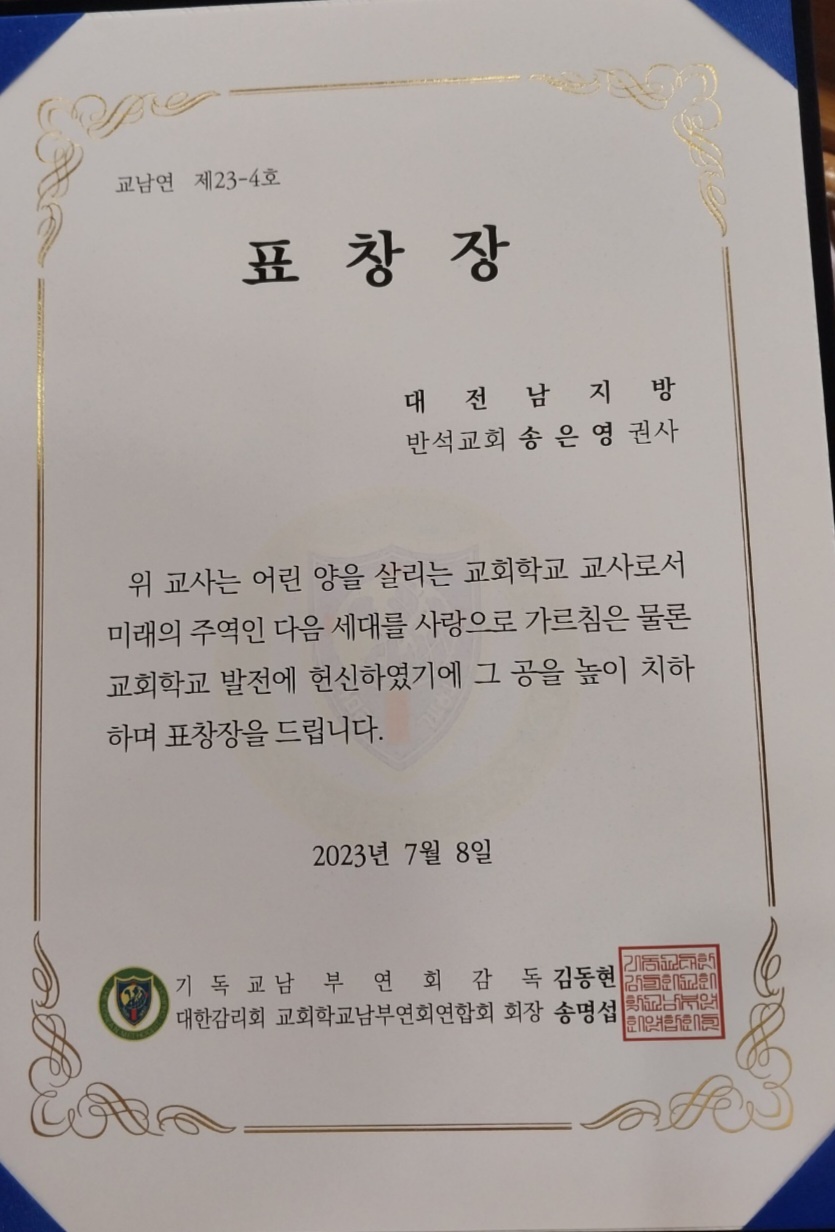 교남연 제23-4호
표 창 장
대 전 남 지 방
반석교회 송 은 영 권사
위 교사는 어린 양을 살리는 교회학교 교사로서
미래의 주역인 다음 세대를 사랑으로 가르침은 물론
교회학교 발전에 헌신하였기에 그 공을 높이 치하
하며 표창장을 드립니다.
2023년 7월 8일
기 독 교 남 부 연 회 감 독 김동현
대한감리회 교회학교남부연회연합회 회장 송명섭